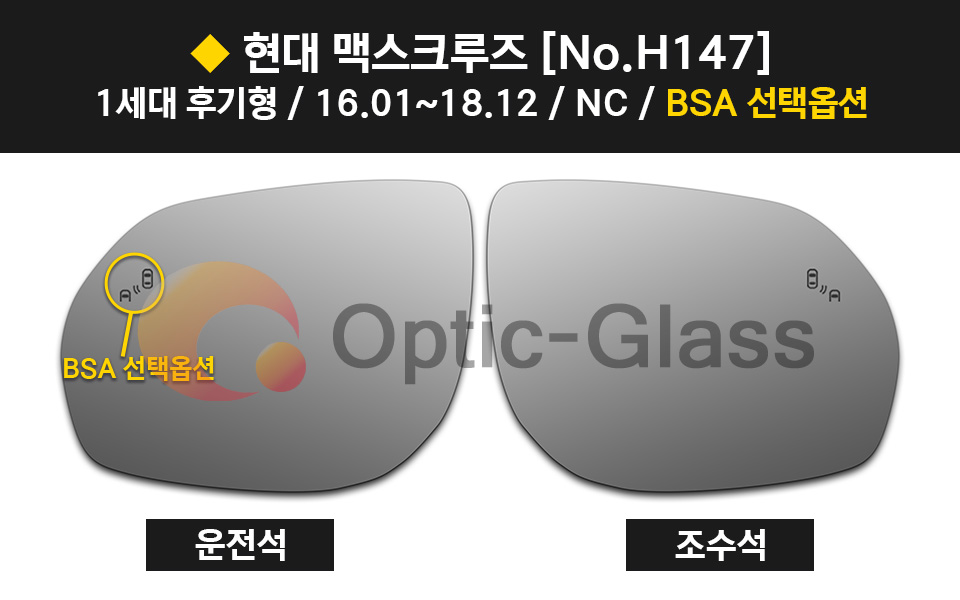 ◆ 현대 맥스크루즈 [No.H147]
1세대 후기형 / 16.01~18.12 / NC / BSA 선택옵션
Optic-Glass
BSA 선택옵션
운전석
조수석